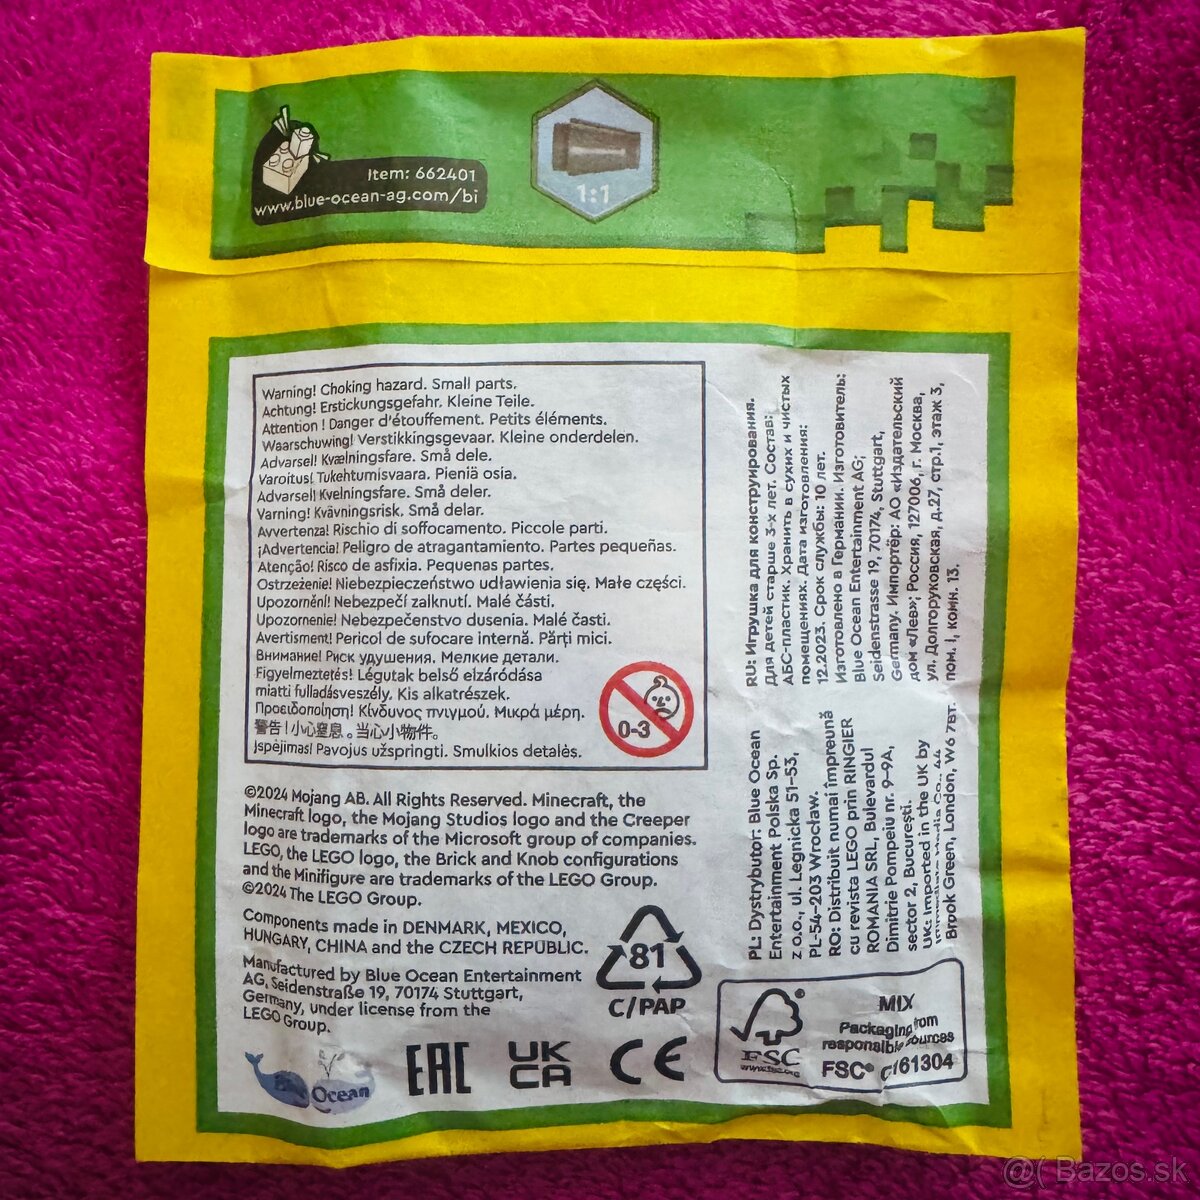 Item: 662401
www.blue-ocean-ag.com/bi
1:1
Warning! Choking hazard. Small parts.
Achtung! Erstickungsgefahr. Kleine Teile.
Attention ! Danger d'étouffement. Petits éléments.
Waarschuwing! Verstikkingsgevaar. Kleine onderdelen.
Advarsel! Kvælningsfare. Små dele.
Varoitus! Tukehtumisvaara. Pieniä osia.
Advarsel! Kvelningsfare. Små deler.
Varning! Kvävningsrisk. Små delar.
Avvertenza! Rischio di soffocamento. Piccole parti.
¡Advertencia! Peligro de atragantamiento. Partes pequeñas.
Atenção! Risco de asfixia. Pequenas partes.
Ostrzeżenie! Niebezpieczeństwo udławienia się. Małe części.
Upozornění! Nebezpečí zalknutí. Malé části.
Upozornenie! Nebezpečenstvo dusenia. Malé časti.
Avertisment! Pericol de sufocare internă. Părți mici.
Внимание! Риск удушения. Мелкие детали.
Figyelmeztetés! Légutak belső elzáródása
miatti fulladásveszély. Kis alkatrészek.
Προειδοποίηση! Κίνδυνος πνιγμού. Μικρά μέρη.
警告！小心窒息。当心小物件。
Įspėjimas! Pavojus užspringti. Smulkios detalės.
0-3
©2024 Mojang AB. All Rights Reserved. Minecraft, the
Minecraft logo, the Mojang Studios logo and the Creeper
logo are trademarks of the Microsoft group of companies.
LEGO, the LEGO logo, the Brick and Knob configurations
and the Minifigure are trademarks of the LEGO Group.
©2024 The LEGO Group.
Components made in DENMARK, MEXICO,
HUNGARY, CHINA and the CZECH REPUBLIC.
Manufactured by Blue Ocean Entertainment
AG, Seidenstraße 19, 70174 Stuttgart,
Germany, under license from the
LEGO Group.
81
C/PAP
Blue Ocean
EAC
UK
CA
CE
RU: Игрушка для конструирования.
Для детей старше 3-х лет. Состав:
АБС-пластик. Хранить в сухих и чистых
помещениях. Дата изготовления:
12.2023. Срок службы: 10 лет.
Изготовлено в Германии. Изготовитель:
Blue Ocean Entertainment AG;
Seidenstrasse 19, 70174, Stuttgart,
Germany. Импортёр: АО «Издательский
дом «Лев»; Россия, 127006, г. Москва,
ул. Долгоруковская, д.27, стр.1, этаж 3,
пом. I, комн. 13.
PL: Dystrybutor: Blue Ocean
Entertainment Polska Sp.
z o.o., ul. Legnicka 51-53,
PL-54-203 Wrocław.
RO: Distribuit numai împreună
cu revista LEGO prin RINGIER
ROMANIA SRL, Bulevardul
Dimitrie Pompeiu nr. 9-9A,
sector 2, București.
UK: Imported in the UK by
Media Co., 44
Brook Green, London, W6 7BT.
FSC
www.fsc.org
MIX
Packaging from
responsible sources
FSC® C161304
@( Bazos.sk